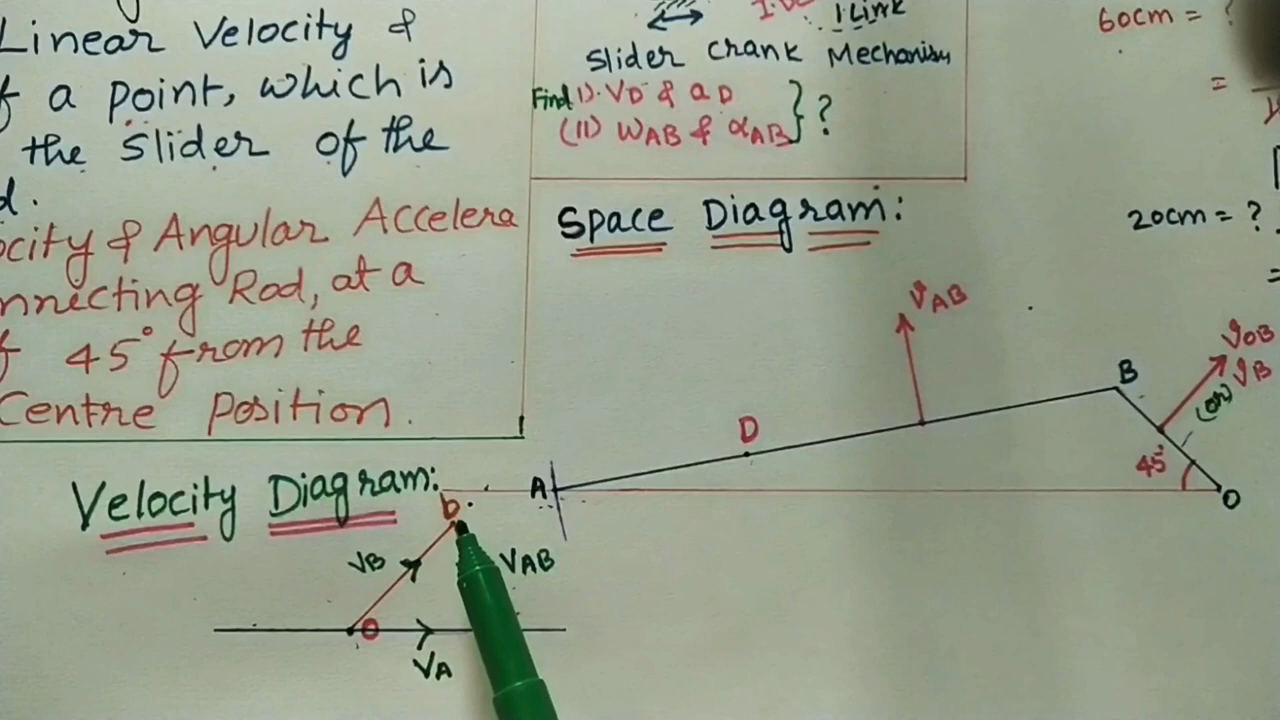 Linear Velocity &
f a point, which is
the slider of the
d.
ocity & Angular Accelera
nnecting Rod, at a
f 45° from the
Centre Position.
1 Link
slider crank Mechanism
Find i). VD & aD
(ii) WAB & αAB } ?
60cm = ?
=
20cm = ?
=
Space Diagram:
VAB
VOB
(or) VB
B
D
45°
A
O
Velocity Diagram:
b
VB
VAB
o
VA